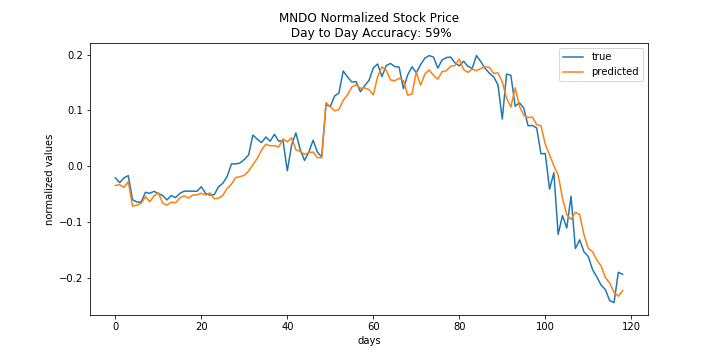 MNDO Normalized Stock Price
Day to Day Accuracy: 59%
true
predicted
normalized values
0.2
0.1
0.0
−0.1
−0.2
0
20
40
60
80
100
120
days